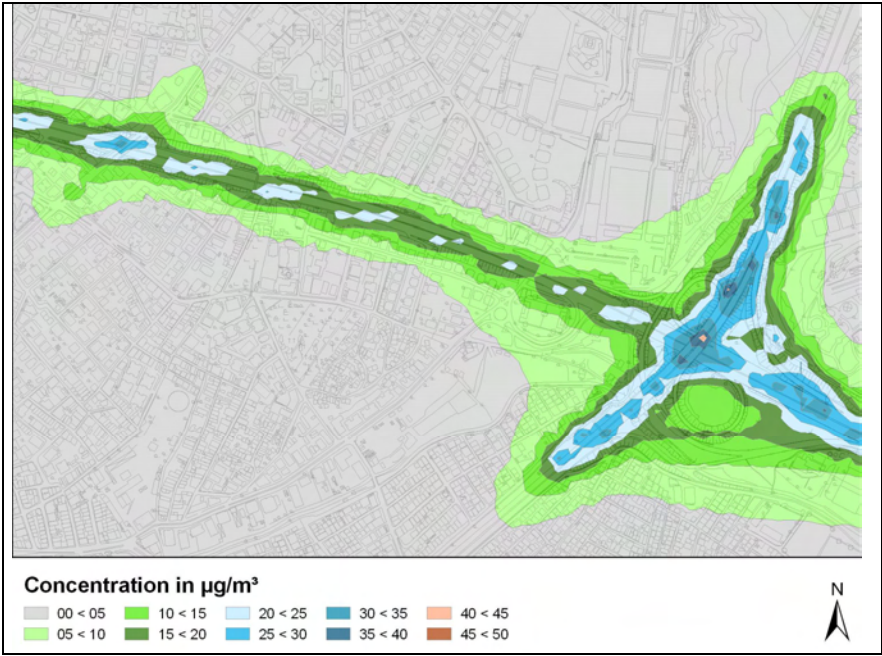 Concentration in µg/m³
00 < 05 10 < 15 20 < 25 30 < 35 40 < 45
05 < 10 15 < 20 25 < 30 35 < 40 45 < 50
N